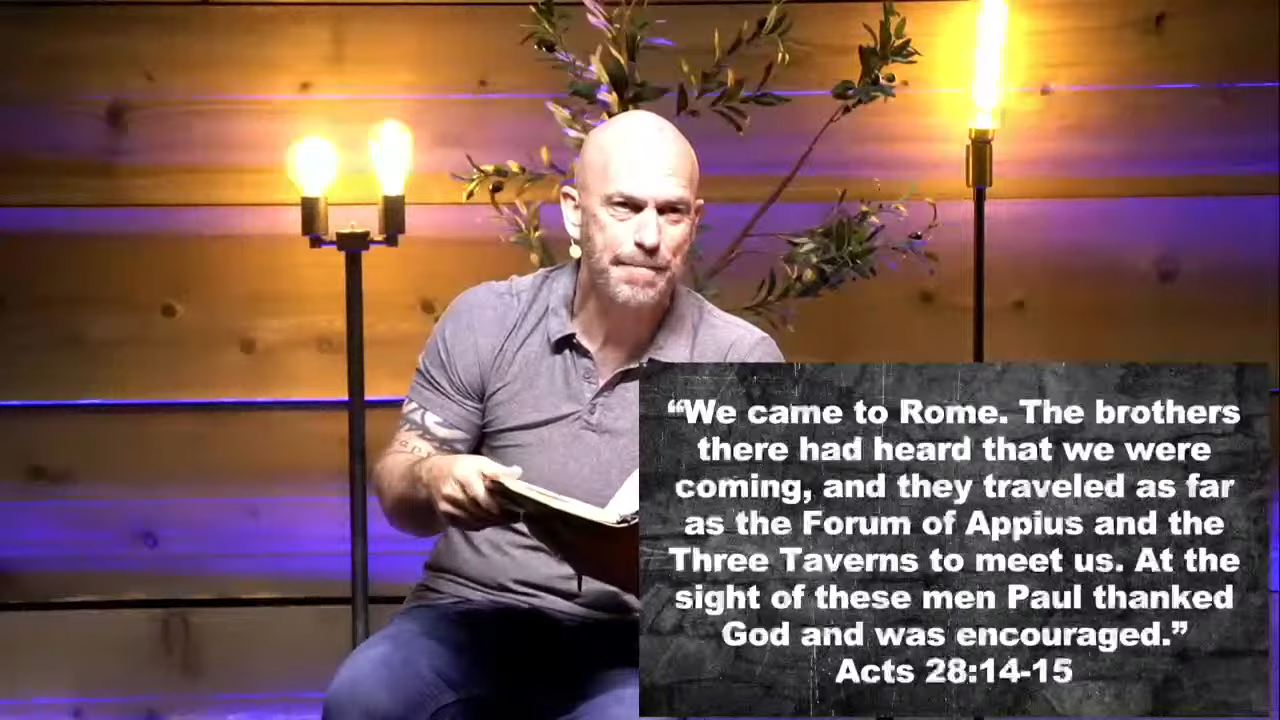 “We came to Rome. The brothers
there had heard that we were
coming, and they traveled as far
as the Forum of Appius and the
Three Taverns to meet us. At the
sight of these men Paul thanked
God and was encouraged.”
Acts 28:14-15